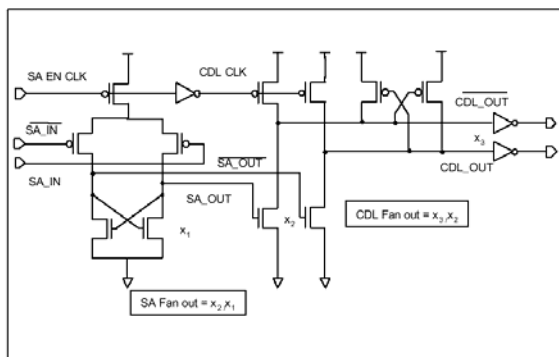 SA EN CLK
CDL CLK
CDL_OUT
SA_IN
x3
SA_OUT
CDL_OUT
SA_IN
SA_OUT
x2
CDL Fan out = x3/x2
x1
SA Fan out = x2/x1